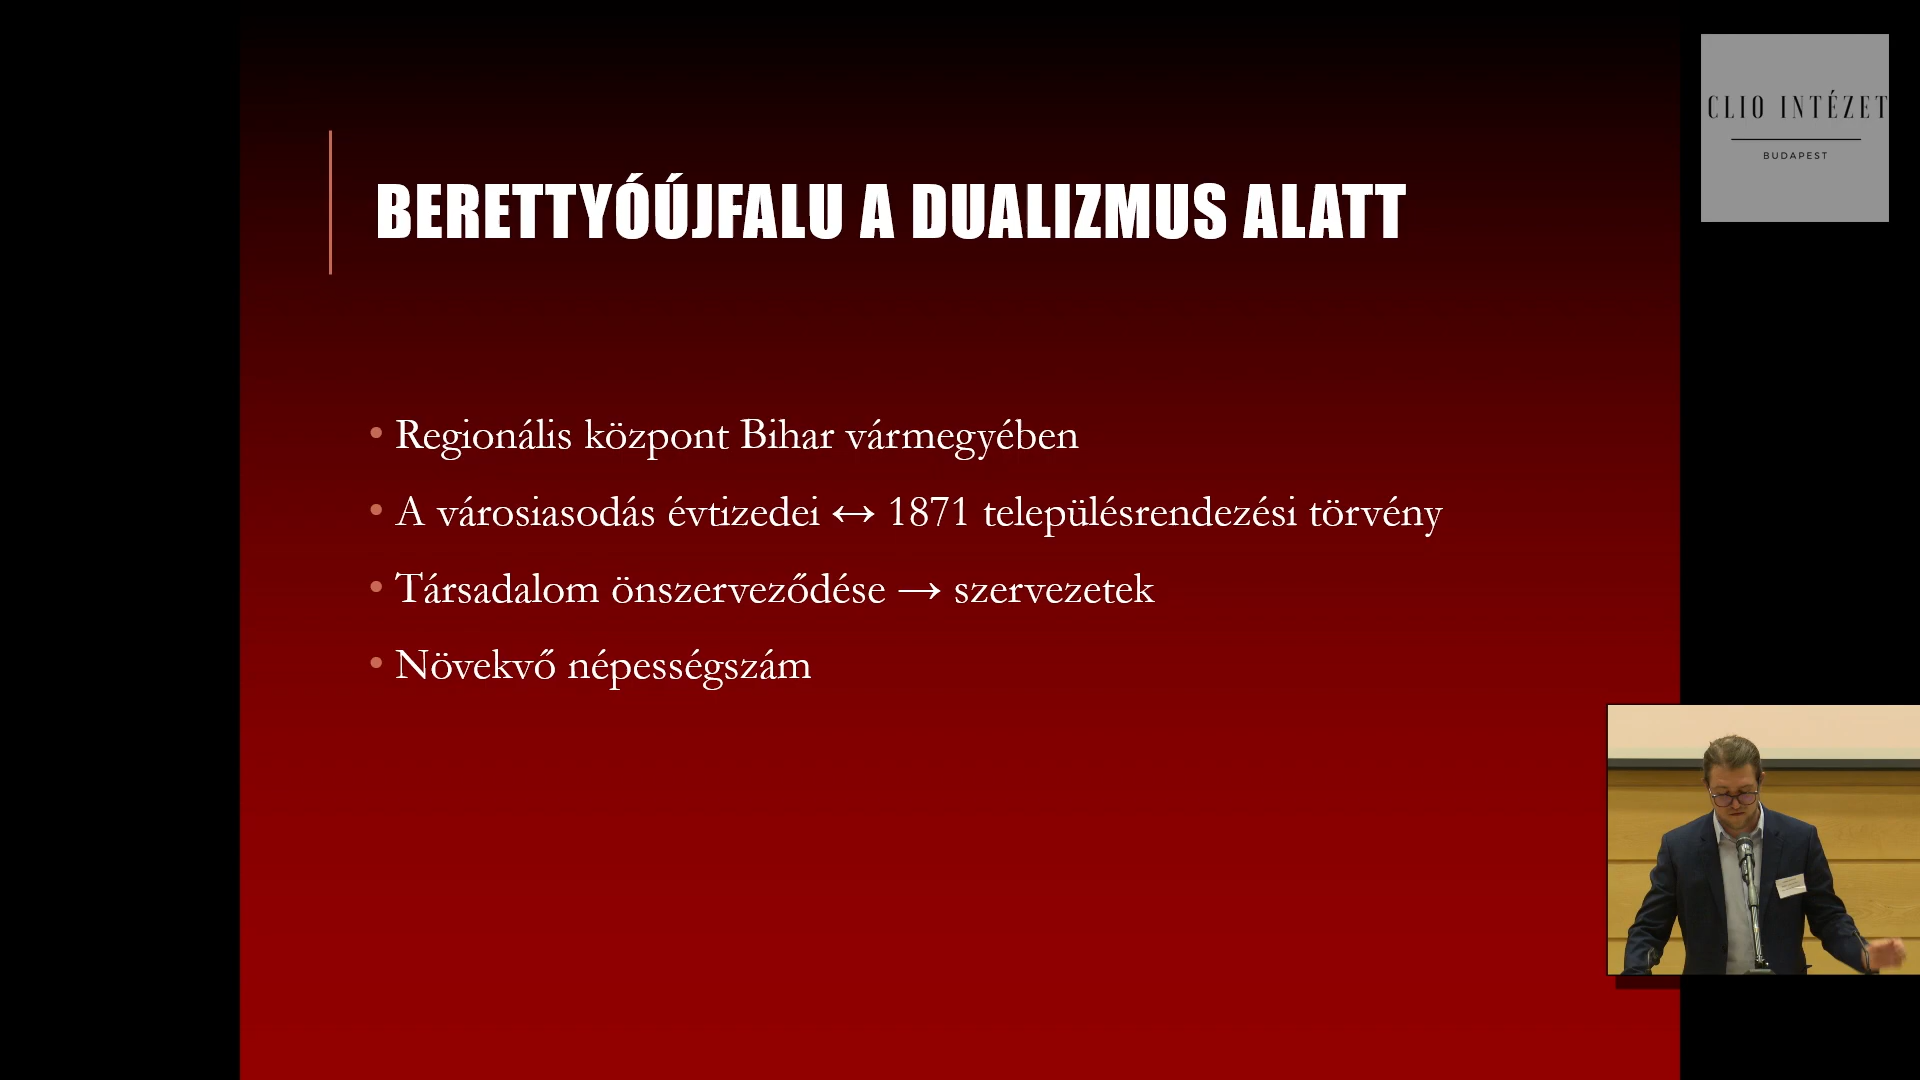 BERETTYÓÚJFALU A DUALIZMUS ALATT
• Regionális központ Bihar vármegyében
• A városiasodás évtizedei ↔ 1871 településrendezési törvény
• Társadalom önszerveződése → szervezetek
• Növekvő népességszám
CLIO INTÉZET
BUDAPEST